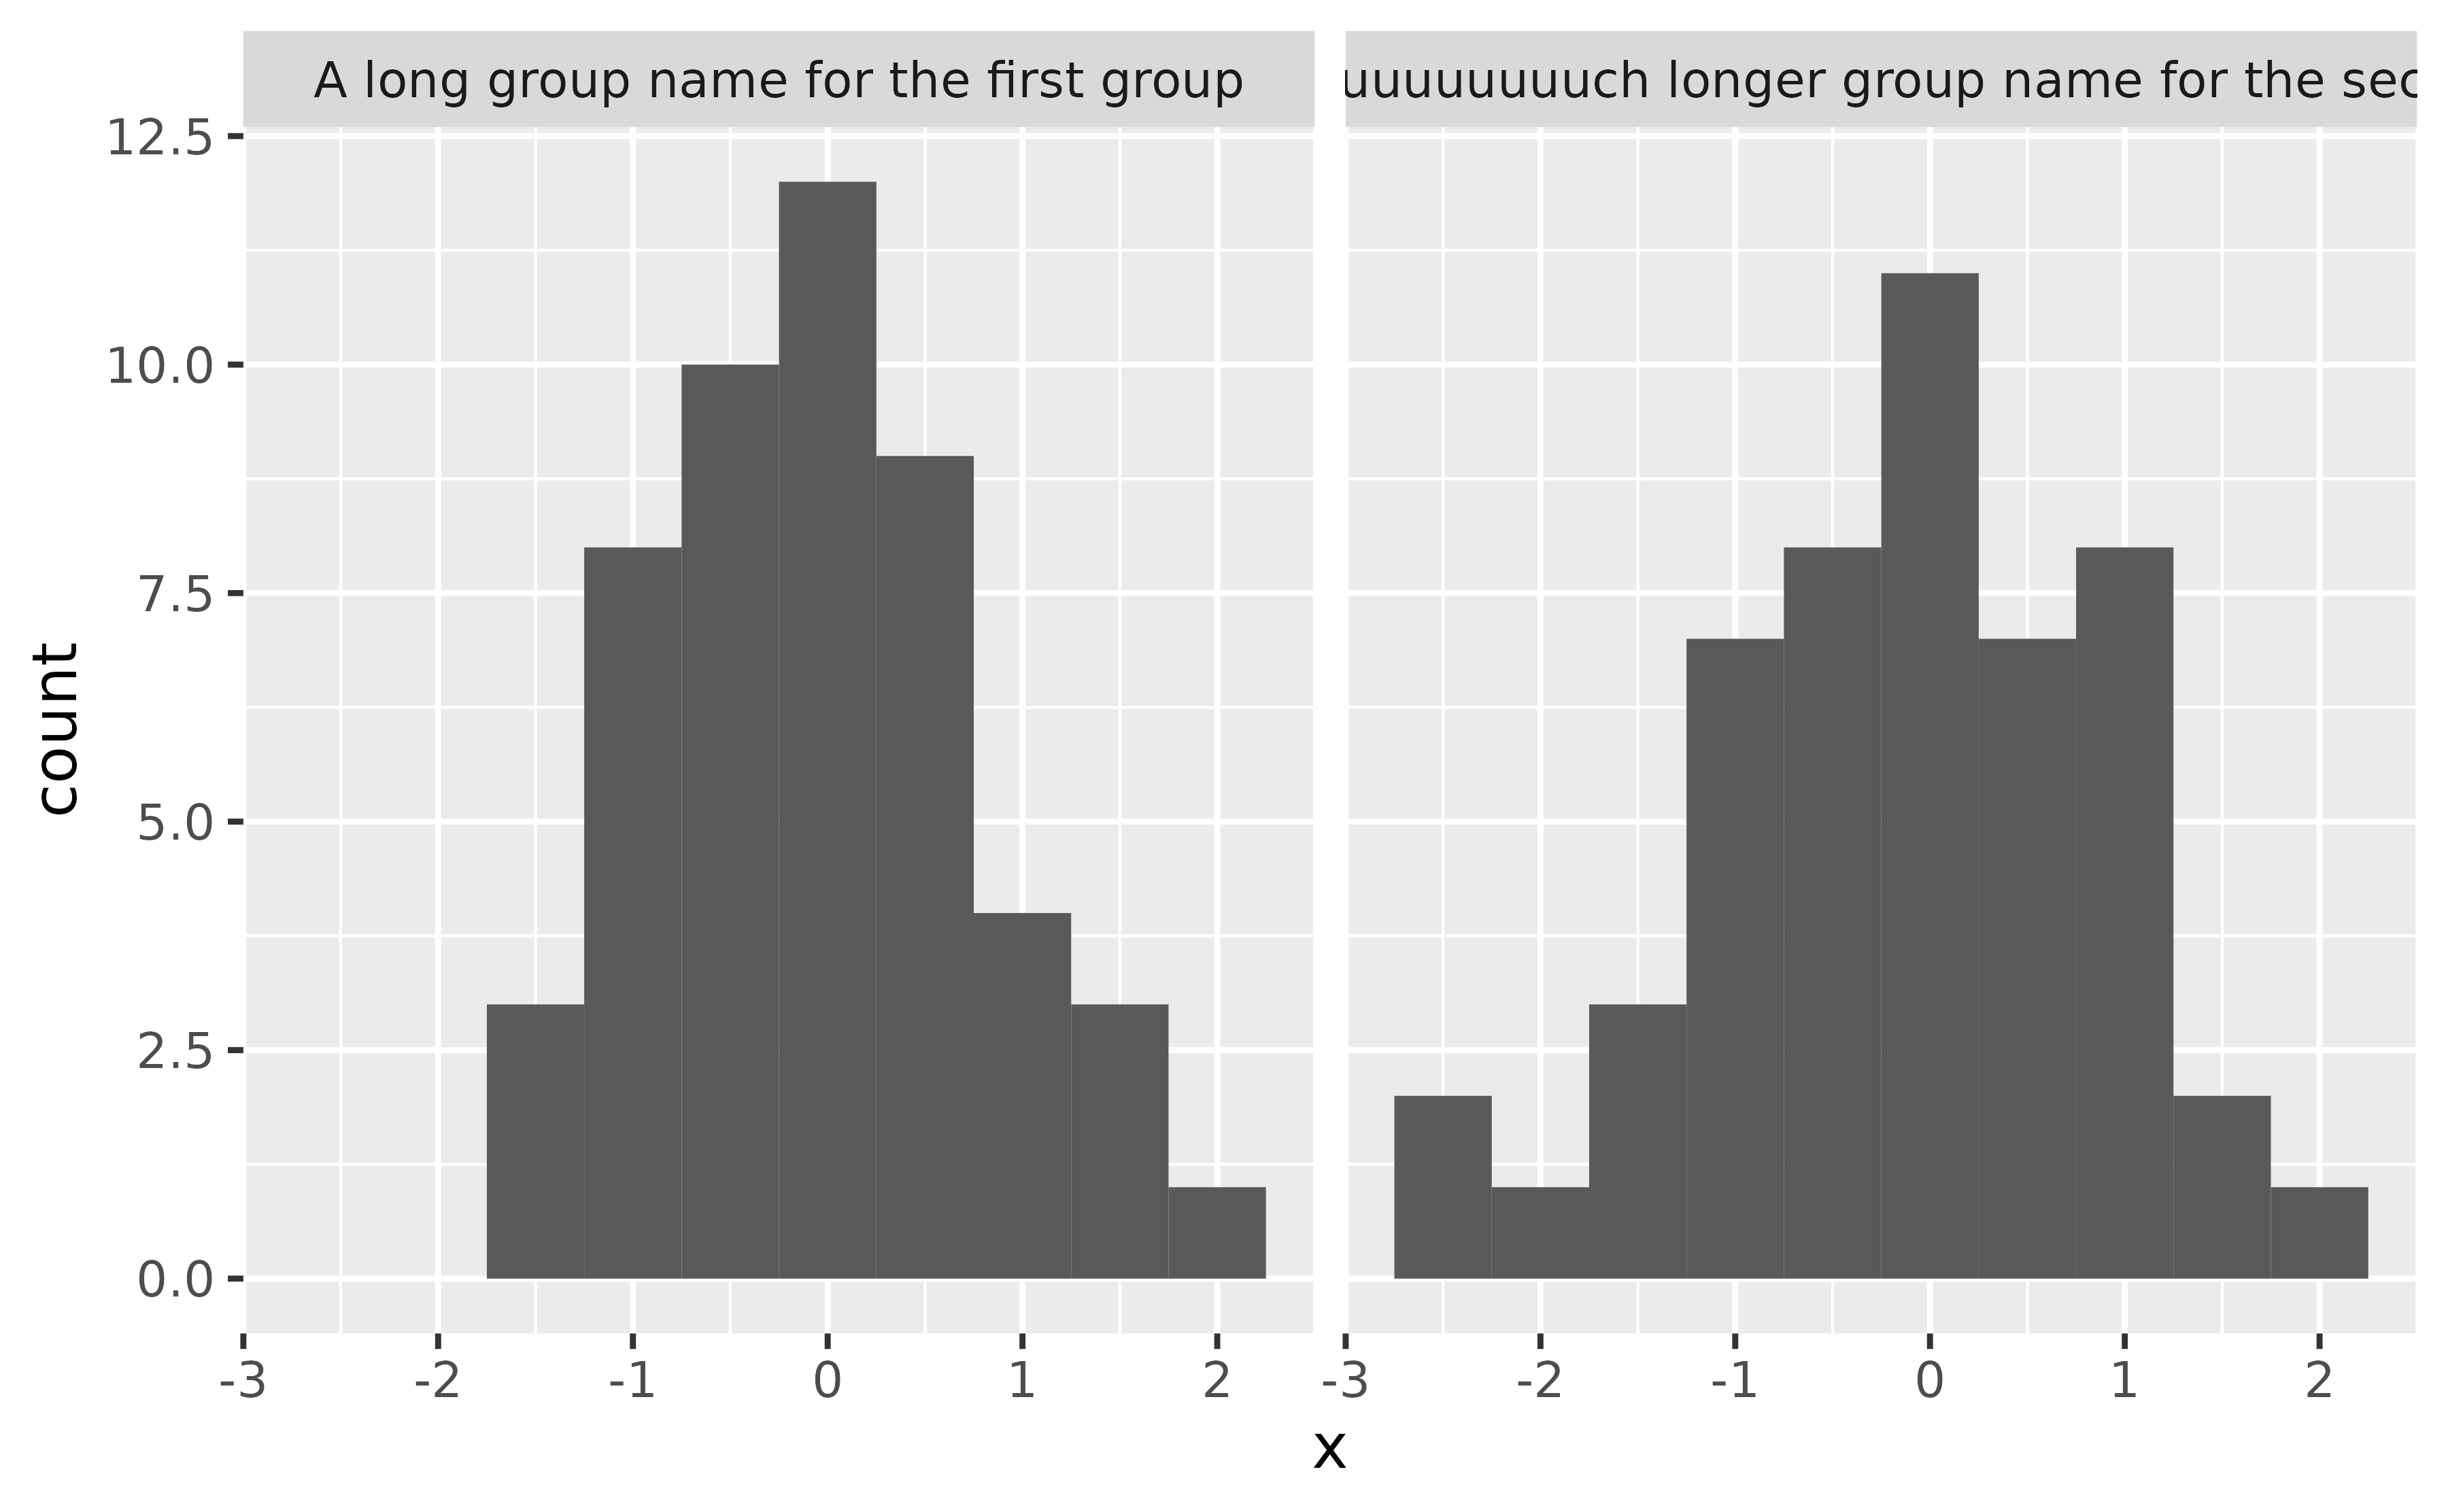 A long group name for the first group
uuuuuuuuuch longer group name for the sec
12.5
10.0
7.5
5.0
2.5
0.0
count
-3 -2 -1 0 1 2
-3 -2 -1 0 1 2
x